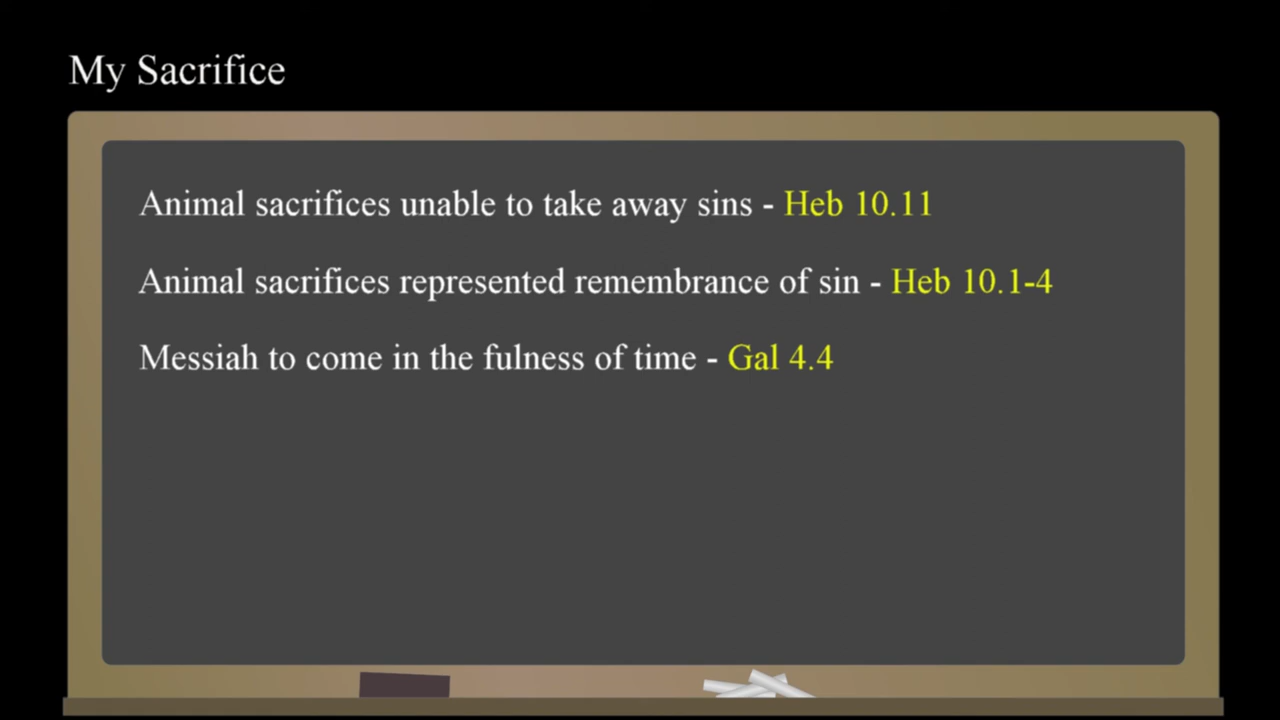 My Sacrifice
Animal sacrifices unable to take away sins - Heb 10.11
Animal sacrifices represented remembrance of sin - Heb 10.1-4
Messiah to come in the fulness of time - Gal 4.4